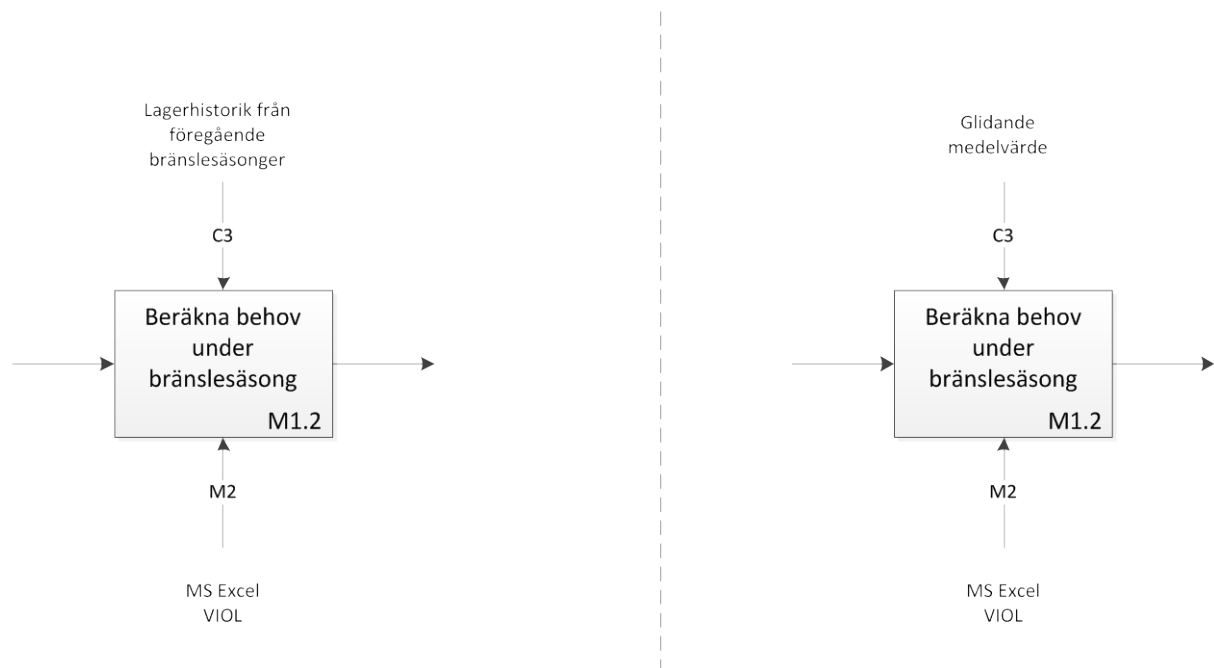 Lagerhistorik från
föregående
bränslesäsonger
C3
Beräkna behov
under
bränslesäsong
M1.2
M2
MS Excel
VIOL
Glidande
medelvärde
C3
Beräkna behov
under
bränslesäsong
M1.2
M2
MS Excel
VIOL